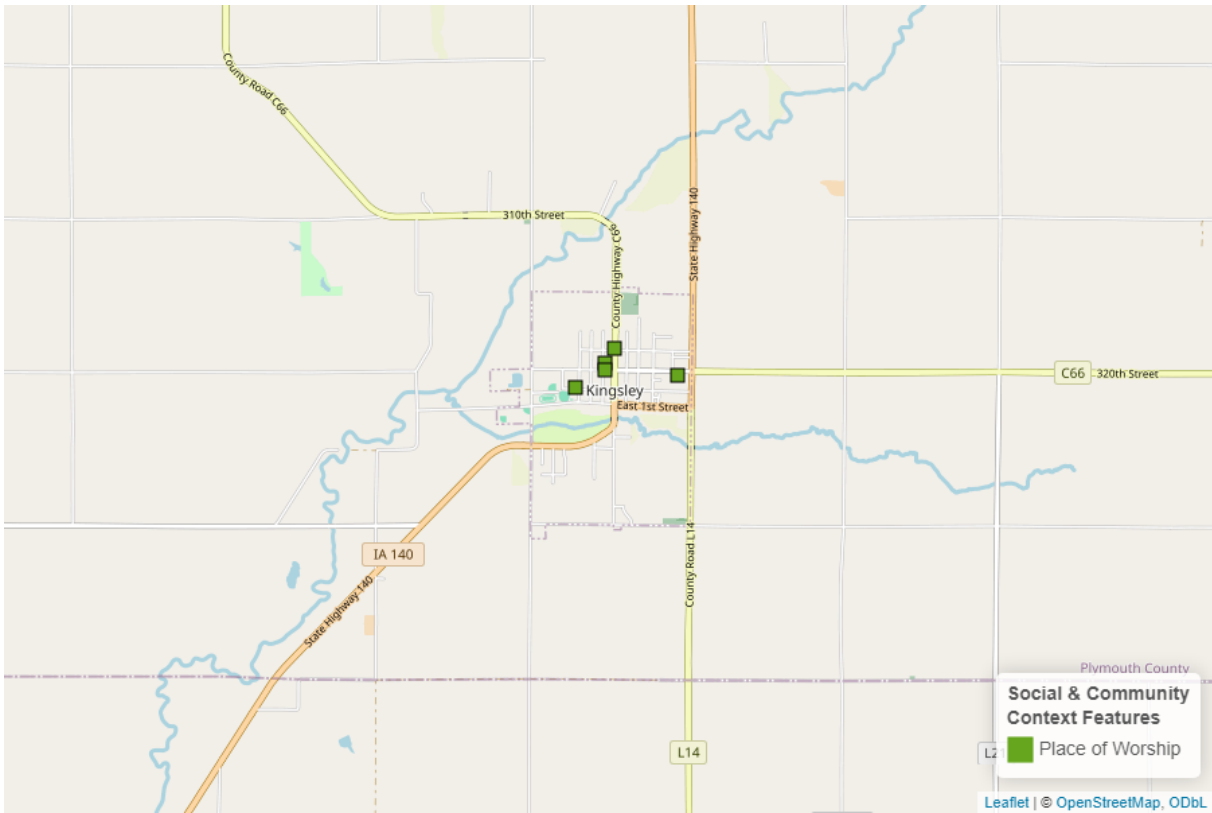 County Road C66
310th Street
County Highway C66
State Highway 140
C66
320th Street
Kingsley
East 1st Street
IA 140
State Highway 140
County Road L14
Plymouth County
Social & Community
Context Features
Place of Worship
L14
Leaflet | © OpenStreetMap, ODbL